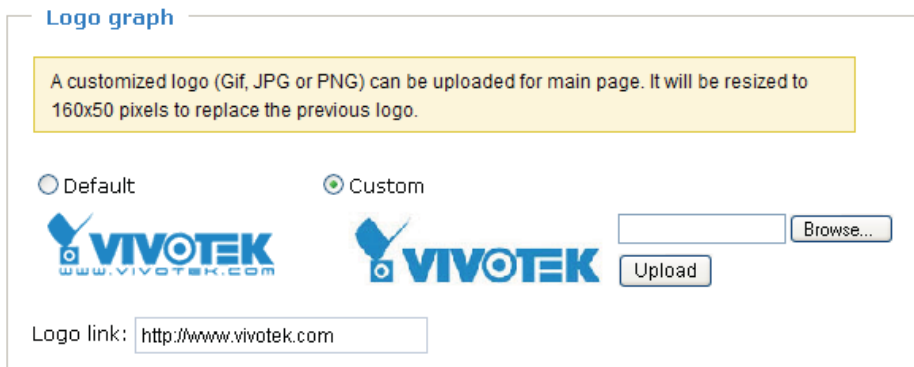 Logo graph
A customized logo (Gif, JPG or PNG) can be uploaded for main page. It will be resized to
160x50 pixels to replace the previous logo.
Default
Custom
VIVOTEK
www.vivotek.com
VIVOTEK
Browse...
Upload
Logo link: http://www.vivotek.com